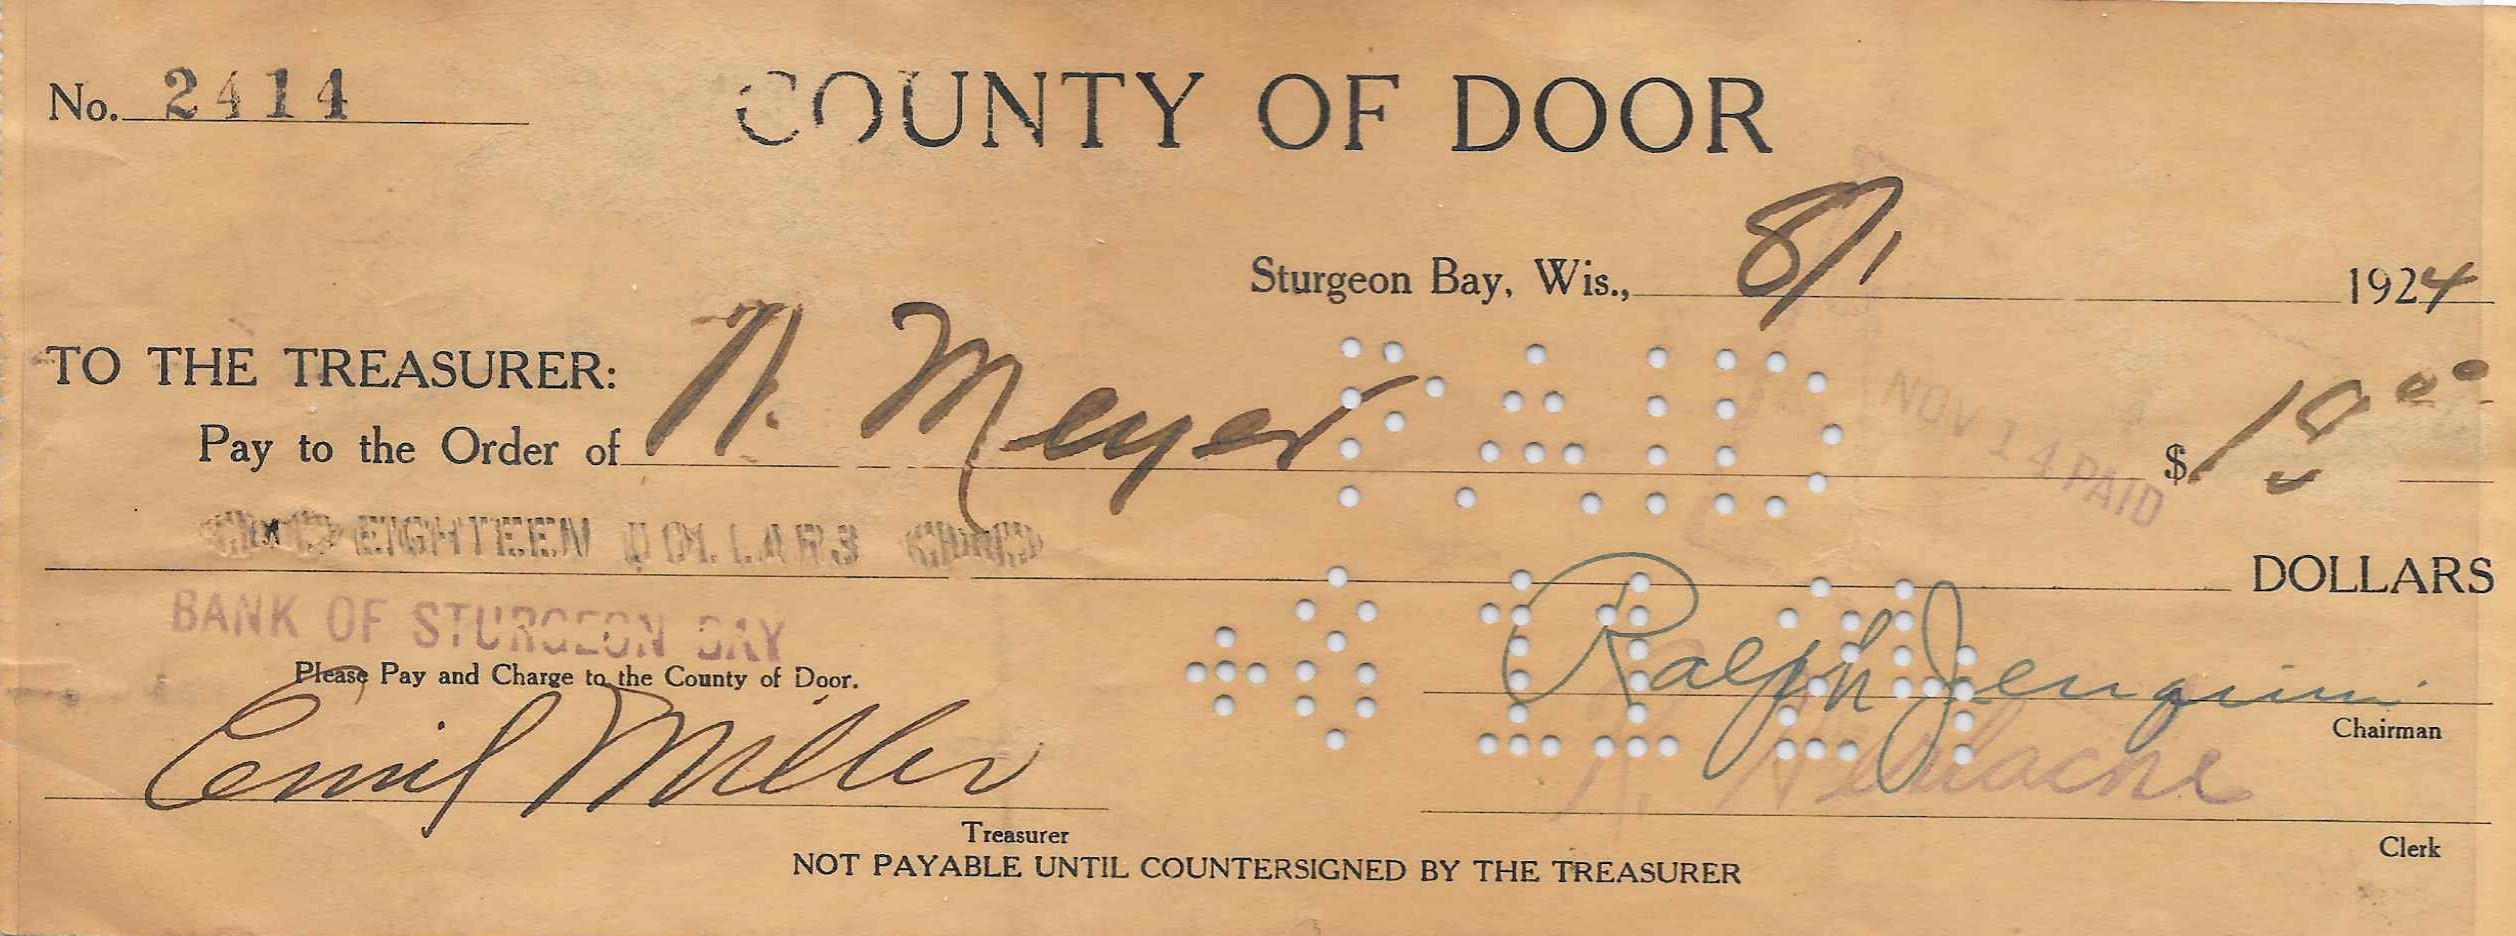 No. 2414
COUNTY OF DOOR
Sturgeon Bay, Wis., 8/1 1924
TO THE TREASURER:
Pay to the Order of N. Meyer $18.00
NOV 14 PAID
PAID
EIGHTEEN DOLLARS
DOLLARS
BANK OF STURGEON BAY
Please Pay and Charge to the County of Door.
Ralph
Chairman
Emil Miller
Treasurer
Clerk
NOT PAYABLE UNTIL COUNTERSIGNED BY THE TREASURER